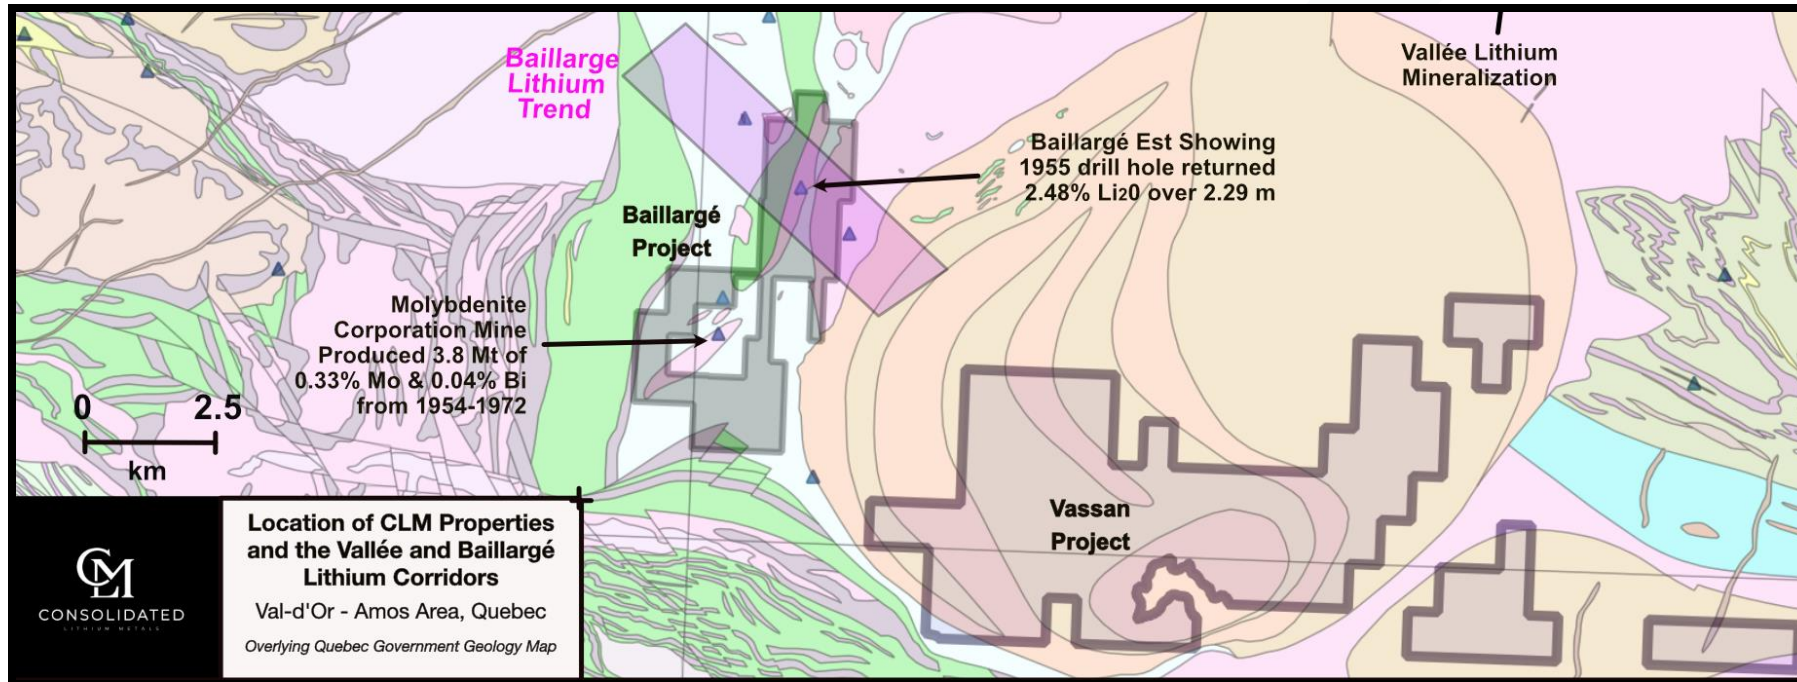 Baillarge
Lithium
Trend
Vallée Lithium
Mineralization
Baillargé Est Showing
1955 drill hole returned
2.48% Li20 over 2.29 m
Baillargé
Project
Molybdenite
Corporation Mine
Produced 3.8 Mt of
0.33% Mo & 0.04% Bi
from 1954-1972
0 2.5
km
Vassan
Project
Location of CLM Properties
and the Vallée and Baillargé
Lithium Corridors
Val-d'Or - Amos Area, Quebec
Overlying Quebec Government Geology Map
CLM
CONSOLIDATED
LITHIUM METALS